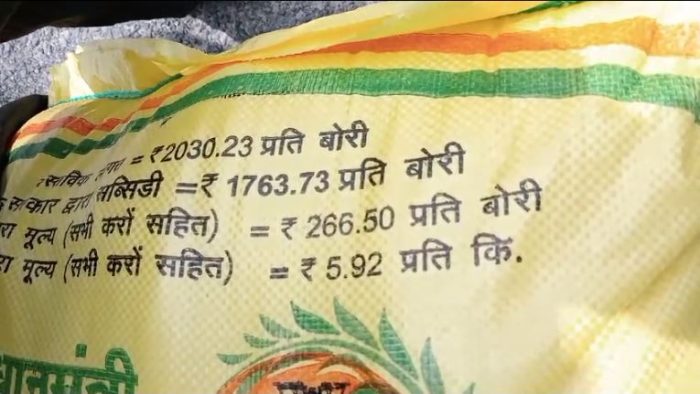 = ₹2030.23 प्रति बोरी
द्वारा सब्सिडी = ₹ 1763.73 प्रति बोरी
मूल्य (सभी करों सहित) = ₹ 266.50 प्रति बोरी
मूल्य (सभी करों सहित) = ₹ 5.92 प्रति कि.